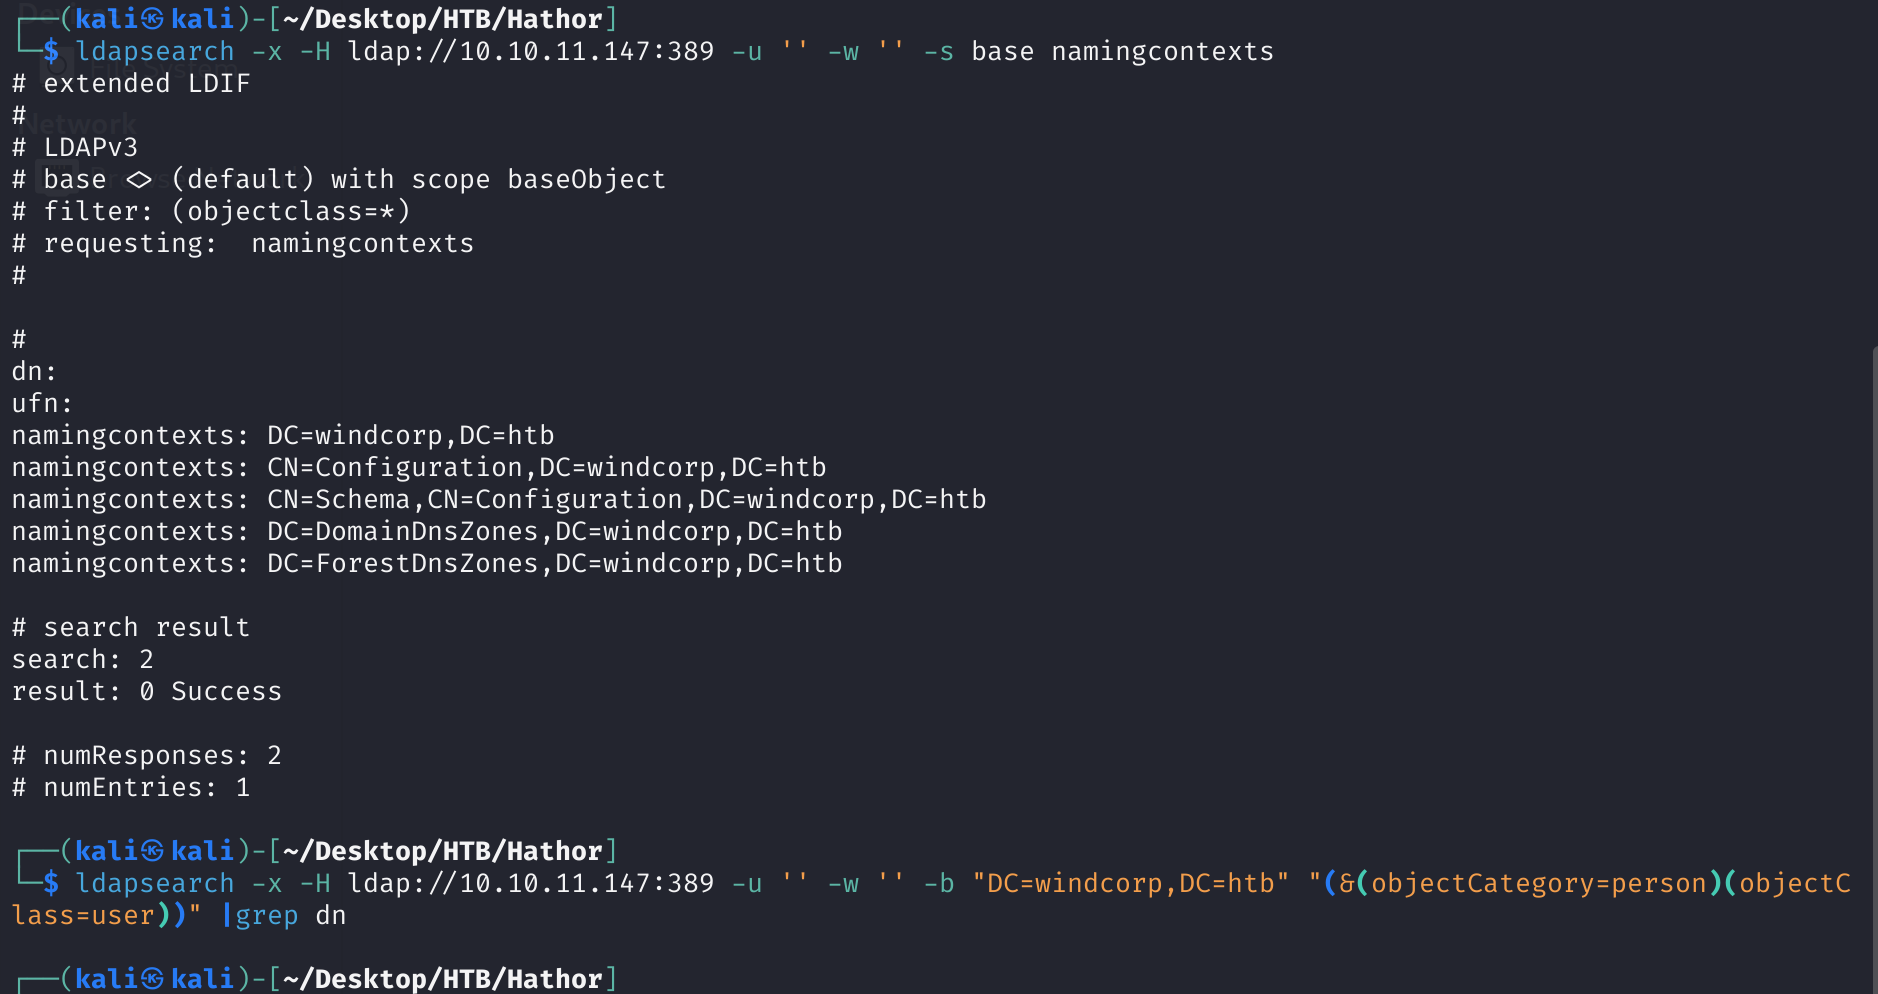 ┌──(kali㉿kali)-[~/Desktop/HTB/Hathor]
└─$ ldapsearch -x -H ldap://10.10.11.147:389 -u '' -w '' -s base namingcontexts
# extended LDIF
#
# LDAPv3
# base <> (default) with scope baseObject
# filter: (objectclass=*)
# requesting:  namingcontexts
#

#
dn:
ufn:
namingcontexts: DC=windcorp,DC=htb
namingcontexts: CN=Configuration,DC=windcorp,DC=htb
namingcontexts: CN=Schema,CN=Configuration,DC=windcorp,DC=htb
namingcontexts: DC=DomainDnsZones,DC=windcorp,DC=htb
namingcontexts: DC=ForestDnsZones,DC=windcorp,DC=htb

# search result
search: 2
result: 0 Success

# numResponses: 2
# numEntries: 1

┌──(kali㉿kali)-[~/Desktop/HTB/Hathor]
└─$ ldapsearch -x -H ldap://10.10.11.147:389 -u '' -w '' -b "DC=windcorp,DC=htb" "(&(objectCategory=person)(objectC
lass=user))" |grep dn

┌──(kali㉿kali)-[~/Desktop/HTB/Hathor]
File System
Network